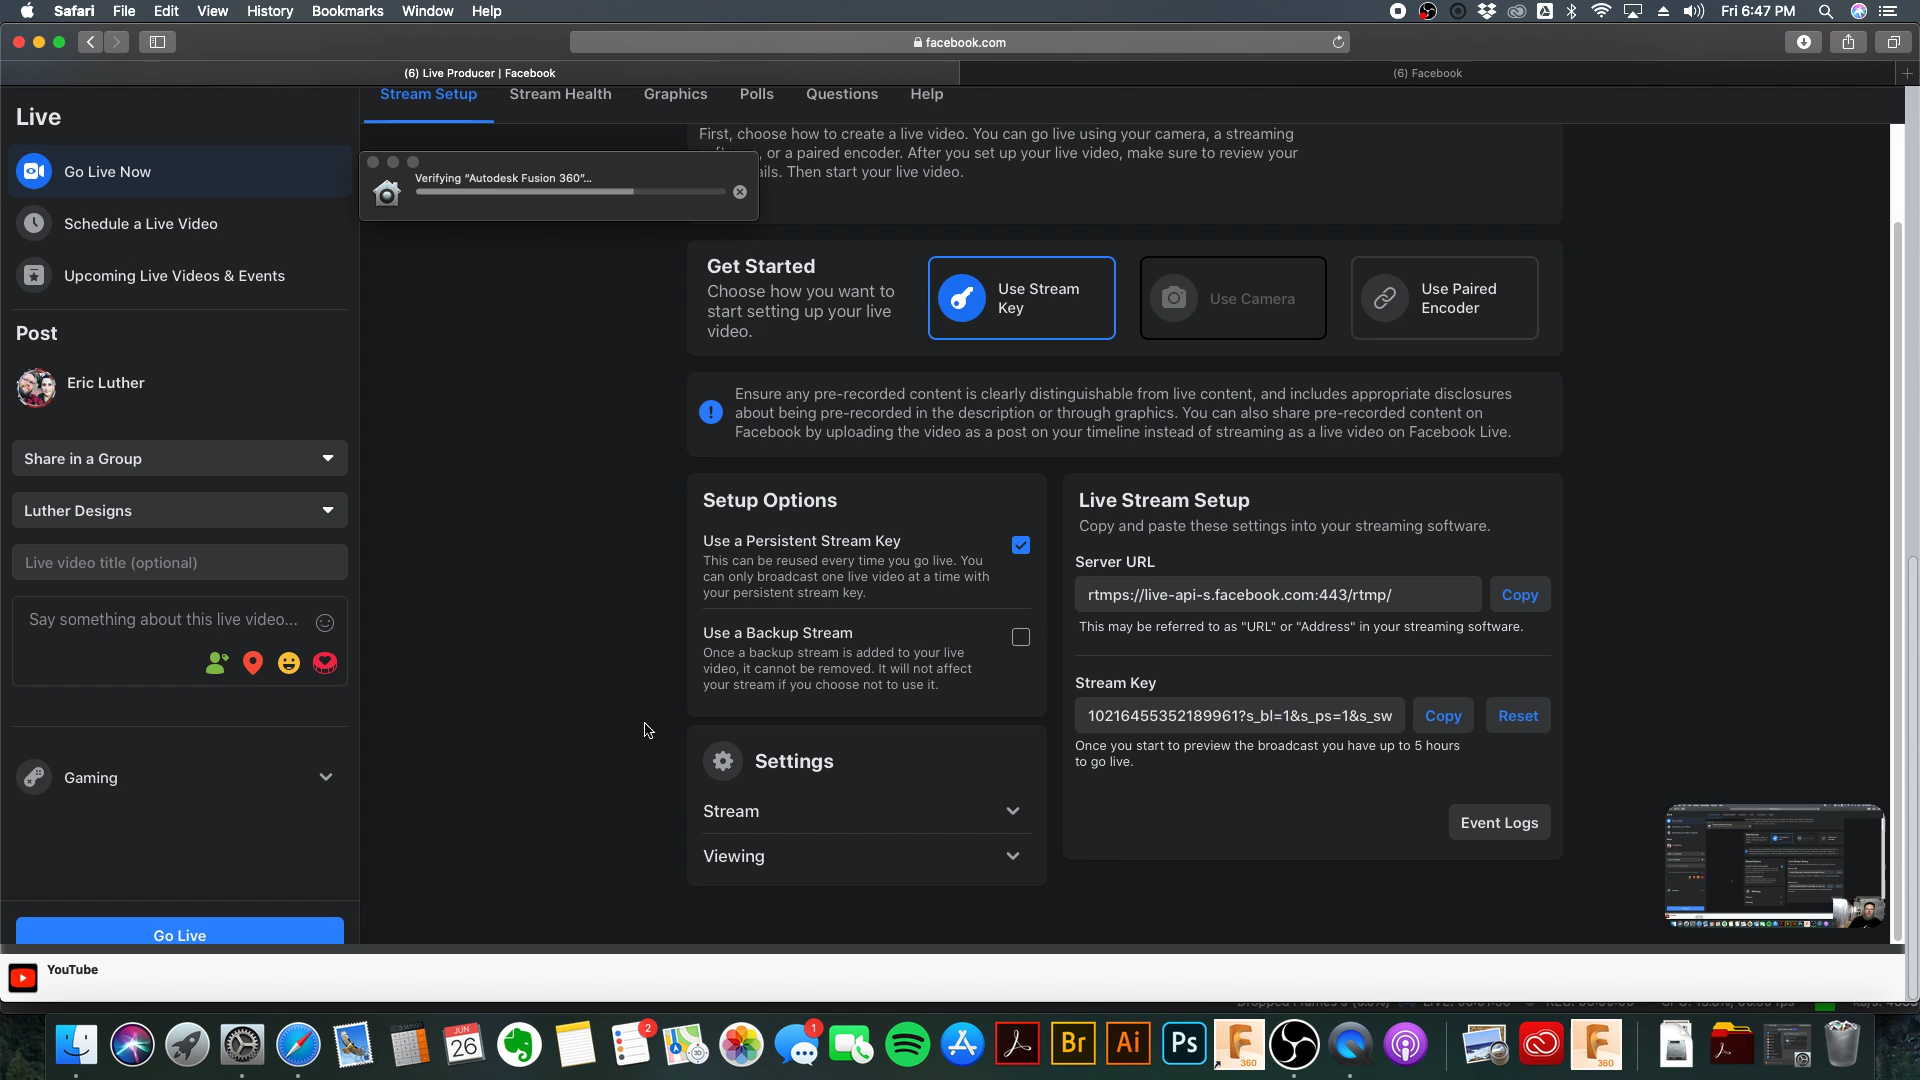 Safari File Edit View History Bookmarks Window Help
Fri 6:47 PM
facebook.com
(6) Live Producer | Facebook
(6) Facebook
Live
Go Live Now
Schedule a Live Video
Upcoming Live Videos & Events
Post
Eric Luther
Share in a Group
Luther Designs
Live video title (optional)
Say something about this live video...
Gaming
Go Live
Stream Setup Stream Health Graphics Polls Questions Help
First, choose how to create a live video. You can go live using your camera, a streaming
, or a paired encoder. After you set up your live video, make sure to review your
ails. Then start your live video.
Verifying "Autodesk Fusion 360"...
Get Started
Choose how you want to
start setting up your live
video.
Use Stream
Key
Use Camera
Use Paired
Encoder
Ensure any pre-recorded content is clearly distinguishable from live content, and includes appropriate disclosures
about being pre-recorded in the description or through graphics. You can also share pre-recorded content on
Facebook by uploading the video as a post on your timeline instead of streaming as a live video on Facebook Live.
Setup Options
Use a Persistent Stream Key
This can be reused every time you go live. You
can only broadcast one live video at a time with
your persistent stream key.
Use a Backup Stream
Once a backup stream is added to your live
video, it cannot be removed. It will not affect
your stream if you choose not to use it.
Settings
Stream
Viewing
Live Stream Setup
Copy and paste these settings into your streaming software.
Server URL
rtmps://live-api-s.facebook.com:443/rtmp/
Copy
This may be referred to as "URL" or "Address" in your streaming software.
Stream Key
10216455352189961?s_bl=1&s_ps=1&s_sw
Copy
Reset
Once you start to preview the broadcast you have up to 5 hours
to go live.
Event Logs
YouTube
JUN
26
2
3D
1
Br
Ai
Ps
360
360